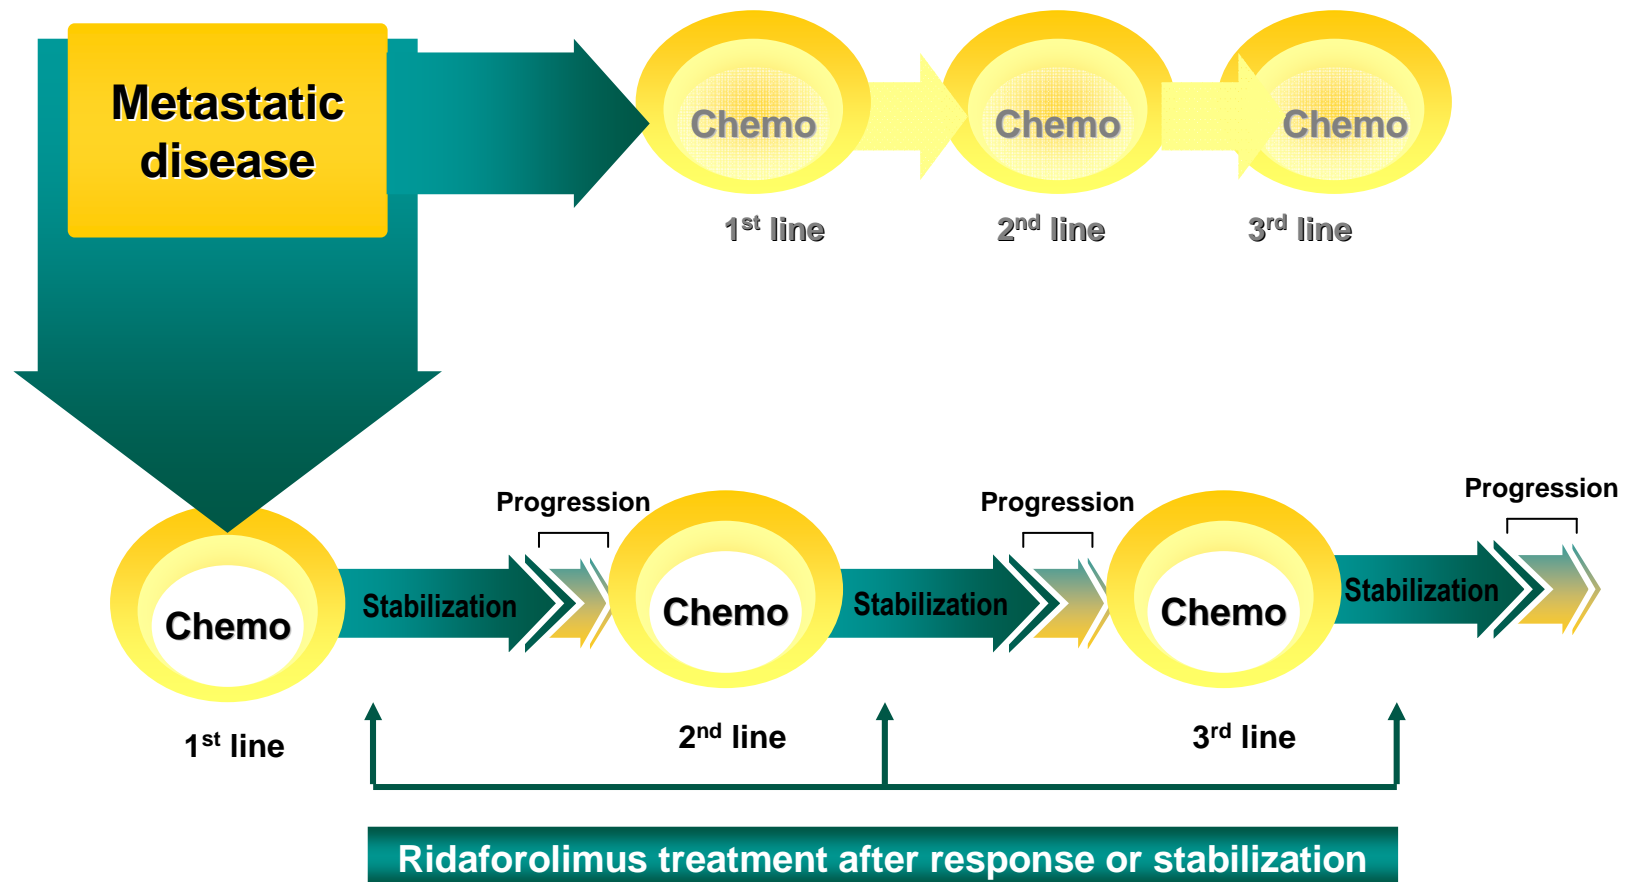 Metastatic
disease
Chemo
Chemo
Chemo
1st line
2nd line
3rd line
Progression
Progression
Progression
Chemo
Stabilization
Chemo
Stabilization
Chemo
Stabilization
1st line
2nd line
3rd line
Ridaforolimus treatment after response or stabilization